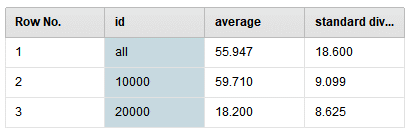 Row No. id average standard div...
1 all 55.947 18.600
2 10000 59.710 9.099
3 20000 18.200 8.625